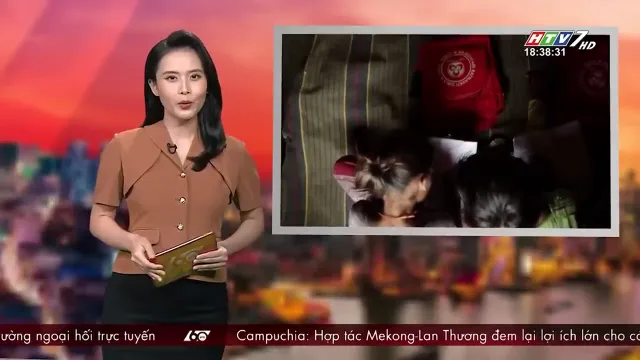 HTV7 HD
18:38:31
ường ngoại hối trực tuyến 60 Campuchia: Hợp tác Mekong-Lan Thương đem lại lợi ích lớn cho c